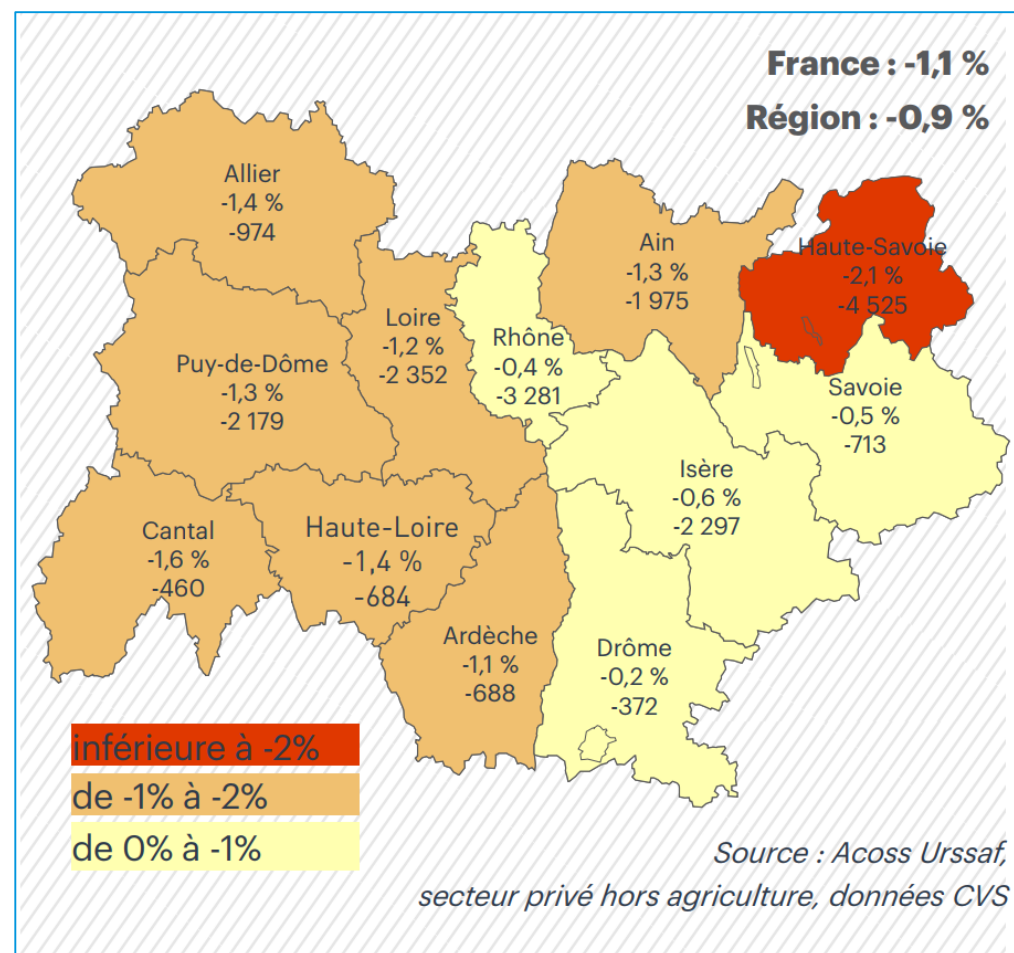 France : -1,1 %
Région : -0,9 %
Allier
-1,4 %
-974
Ain
-1,3 %
-1 975
Haute-Savoie
-2,1 %
-4 525
Loire
-1,2 %
-2 352
Rhône
-0,4 %
-3 281
Puy-de-Dôme
-1,3 %
-2 179
Savoie
-0,5 %
-713
Isère
-0,6 %
-2 297
Cantal
-1,6 %
-460
Haute-Loire
-1,4 %
-684
Ardèche
-1,1 %
-688
Drôme
-0,2 %
-372
inférieure à -2%
de -1% à -2%
de 0% à -1%
Source : Acoss Urssaf,
secteur privé hors agriculture, données CVS